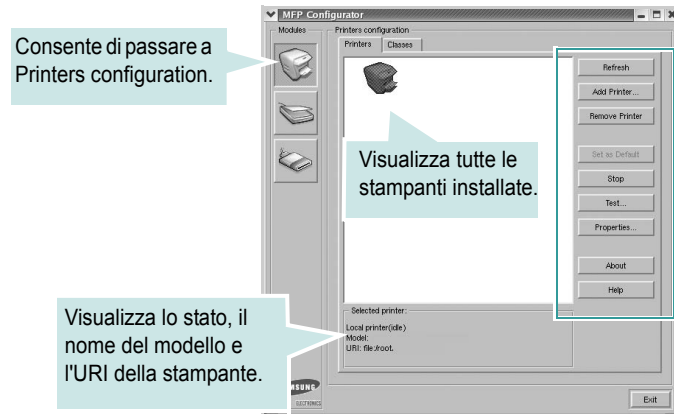 MFP Configurator
Modules
Printers configuration
Printers
Classes
Consente di passare a
Printers configuration.
Refresh
Add Printer...
Remove Printer
Set as Default
Stop
Test...
Properties...
About
Help
Visualizza tutte le
stampanti installate.
Selected printer:
Local printer(idle)
Model:
URI: file:/root.
Visualizza lo stato, il
nome del modello e
l'URI della stampante.
ELECTRONICS
Exit